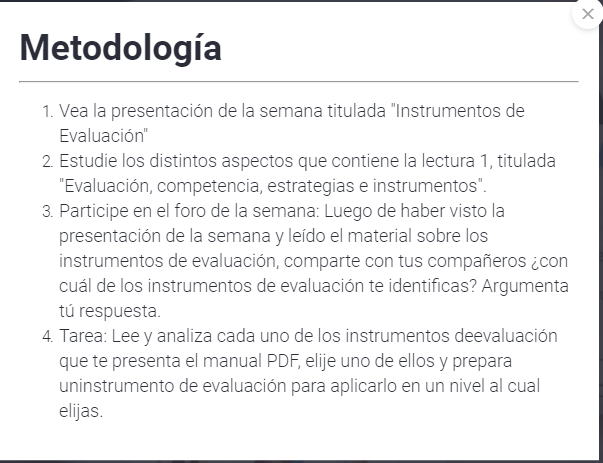 Metodología
1. Vea la presentación de la semana titulada "Instrumentos de
Evaluación"
2. Estudie los distintos aspectos que contiene la lectura 1, titulada
"Evaluación, competencia, estrategias e instrumentos".
3. Participe en el foro de la semana: Luego de haber visto la
presentación de la semana y leído el material sobre los
instrumentos de evaluación, comparte con tus compañeros ¿con
cuál de los instrumentos de evaluación te identificas? Argumenta
tú respuesta.
4. Tarea: Lee y analiza cada uno de los instrumentos deevaluación
que te presenta el manual PDF, elije uno de ellos y prepara
uninstrumento de evaluación para aplicarlo en un nivel al cual
elijas.